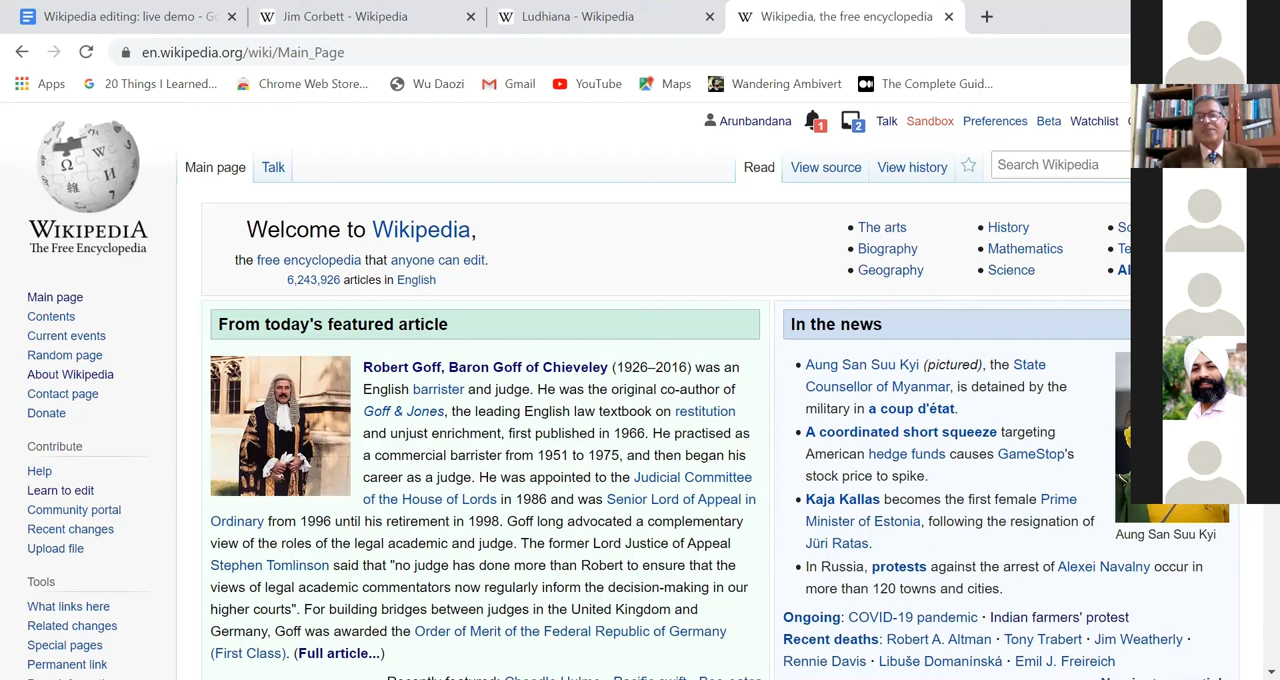 Wikipedia editing: live demo - Go
Jim Corbett - Wikipedia
Ludhiana - Wikipedia
Wikipedia, the free encyclopedia
en.wikipedia.org/wiki/Main_Page
Apps
20 Things I Learned...
Chrome Web Store...
Wu Daozi
Gmail
YouTube
Maps
Wandering Ambivert
The Complete Guid...
Arunbandana 1 2 Talk Sandbox Preferences Beta Watchlist
Main page Talk Read View source View history Search Wikipedia
WIKIPEDIA
The Free Encyclopedia
Main page
Contents
Current events
Random page
About Wikipedia
Contact page
Donate
Contribute
Help
Learn to edit
Community portal
Recent changes
Upload file
Tools
What links here
Related changes
Special pages
Permanent link
Welcome to Wikipedia,
the free encyclopedia that anyone can edit.
6,243,926 articles in English
• The arts
• Biography
• Geography
• History
• Mathematics
• Science
From today's featured article
Robert Goff, Baron Goff of Chieveley (1926–2016) was an
English barrister and judge. He was the original co-author of
Goff & Jones, the leading English law textbook on restitution
and unjust enrichment, first published in 1966. He practised as
a commercial barrister from 1951 to 1975, and then began his
career as a judge. He was appointed to the Judicial Committee
of the House of Lords in 1986 and was Senior Lord of Appeal in
Ordinary from 1996 until his retirement in 1998. Goff long advocated a complementary
view of the roles of the legal academic and judge. The former Lord Justice of Appeal
Stephen Tomlinson said that "no judge has done more than Robert to ensure that the
views of legal academic commentators now regularly inform the decision-making in our
higher courts". For building bridges between judges in the United Kingdom and
Germany, Goff was awarded the Order of Merit of the Federal Republic of Germany
(First Class). (Full article...)
Recently featured: Cheadle Hulme · Pacific swift · Bee-eater
In the news
• Aung San Suu Kyi (pictured), the State
Counsellor of Myanmar, is detained by the
military in a coup d'état.
• A coordinated short squeeze targeting
American hedge funds causes GameStop's
stock price to spike.
• Kaja Kallas becomes the first female Prime
Minister of Estonia, following the resignation of
Jüri Ratas.
• In Russia, protests against the arrest of Alexei Navalny occur in
more than 120 towns and cities.
Aung San Suu Kyi
Ongoing: COVID-19 pandemic · Indian farmers' protest
Recent deaths: Robert A. Altman · Tony Trabert · Jim Weatherly ·
Rennie Davis · Libuše Domanínská · Emil J. Freireich